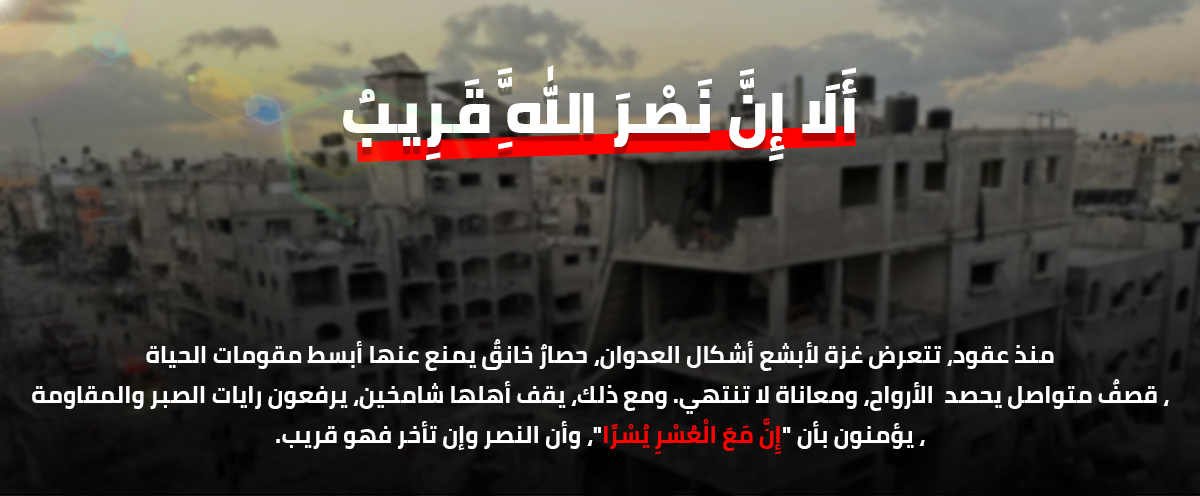 أَلَا إِنَّ نَصْرَ اللَّهِ قَرِيبٌ
منذ عقود، تتعرض غزة لأبشع أشكال العدوان، حصارٌ خانقٌ يمنع عنها أبسط مقومات الحياة
، قصفٌ متواصل يحصد الأرواح، ومعاناة لا تنتهي. ومع ذلك، يقف أهلها شامخين، يرفعون رايات الصبر والمقاومة
، يؤمنون بأن "إِنَّ مَعَ الْعُسْرِ يُسْرًا"، وأن النصر وإن تأخر فهو قريب.